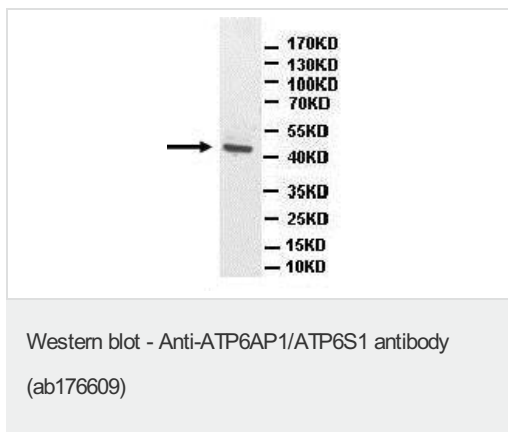 170KD
130KD
100KD
70KD
55KD
40KD
35KD
25KD
15KD
10KD
Western blot - Anti-ATP6AP1/ATP6S1 antibody
(ab176609)